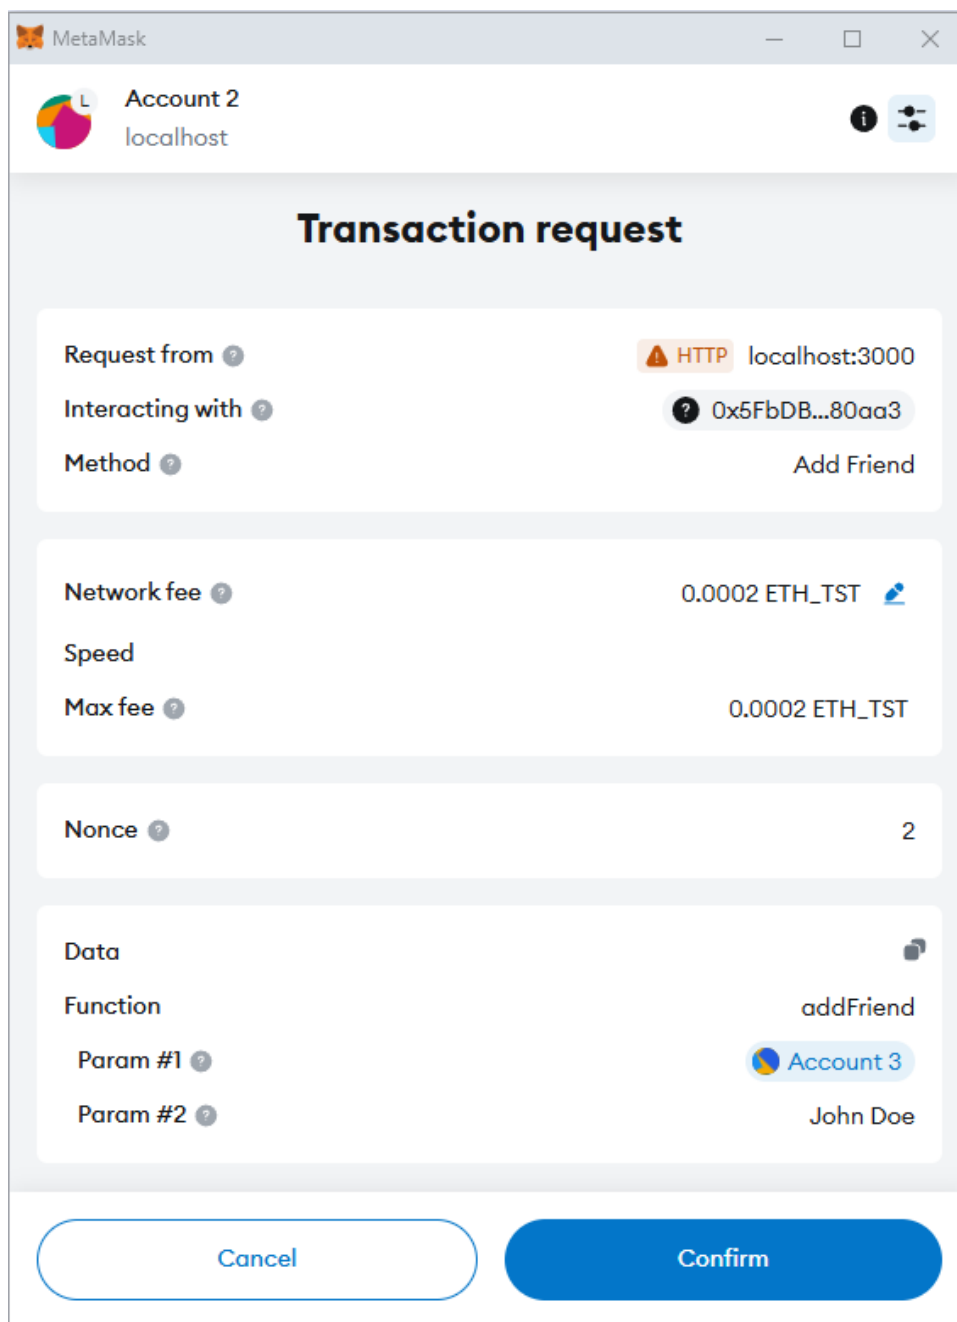 MetaMask
L
Account 2
localhost
Transaction request
Request from HTTP localhost:3000
Interacting with 0x5FbDB...80aa3
Method Add Friend
Network fee 0.0002 ETH_TST
Speed
Max fee 0.0002 ETH_TST
Nonce 2
Data
Function addFriend
Param #1 Account 3
Param #2 John Doe
Cancel Confirm